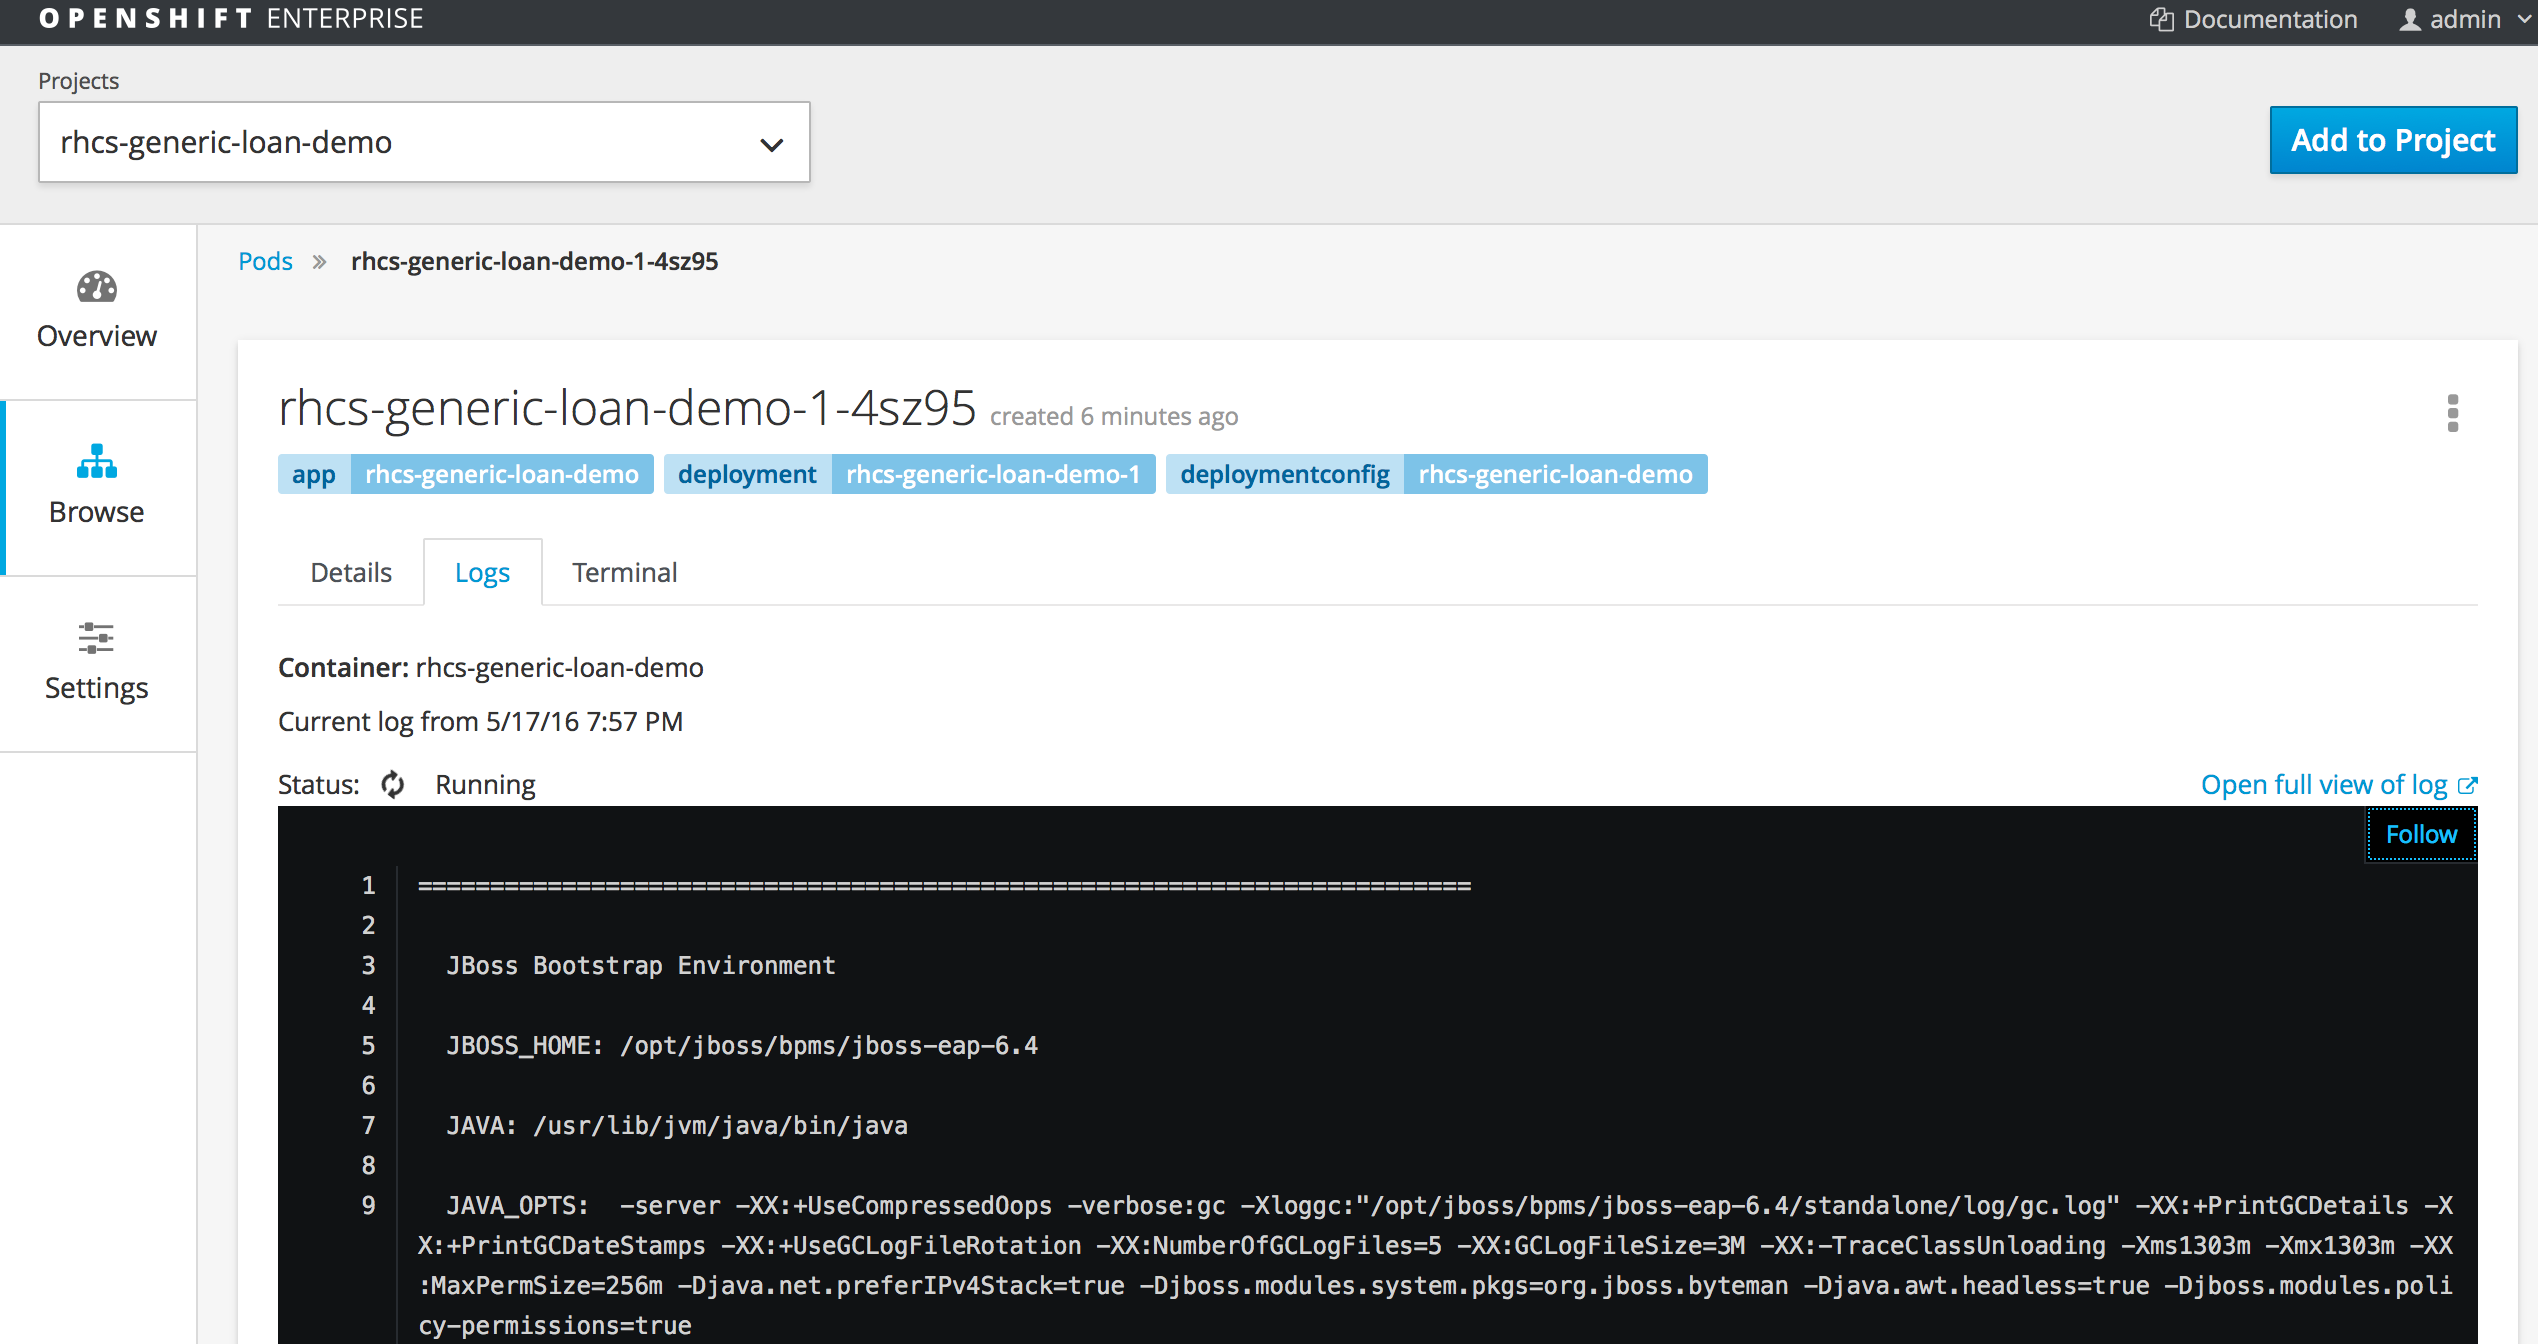 OPENSHIFT ENTERPRISE Documentation admin
Projects
rhcs-generic-loan-demo
Add to Project
Pods » rhcs-generic-loan-demo-1-4sz95
Overview
Browse
Settings
rhcs-generic-loan-demo-1-4sz95 created 6 minutes ago
app rhcs-generic-loan-demo deployment rhcs-generic-loan-demo-1 deploymentconfig rhcs-generic-loan-demo
Details Logs Terminal
Container: rhcs-generic-loan-demo
Current log from 5/17/16 7:57 PM
Status: Running Open full view of log
Follow
1 =========================================================================
2
3 JBoss Bootstrap Environment
4
5 JBOSS_HOME: /opt/jboss/bpms/jboss-eap-6.4
6
7 JAVA: /usr/lib/jvm/java/bin/java
8
9 JAVA_OPTS:  -server -XX:+UseCompressedOops -verbose:gc -Xloggc:"/opt/jboss/bpms/jboss-eap-6.4/standalone/log/gc.log" -XX:+PrintGCDetails -X
X:+PrintGCDateStamps -XX:+UseGCLogFileRotation -XX:NumberOfGCLogFiles=5 -XX:GCLogFileSize=3M -XX:-TraceClassUnloading -Xms1303m -Xmx1303m -XX
:MaxPermSize=256m -Djava.net.preferIPv4Stack=true -Djboss.modules.system.pkgs=org.jboss.byteman -Djava.awt.headless=true -Djboss.modules.poli
cy-permissions=true